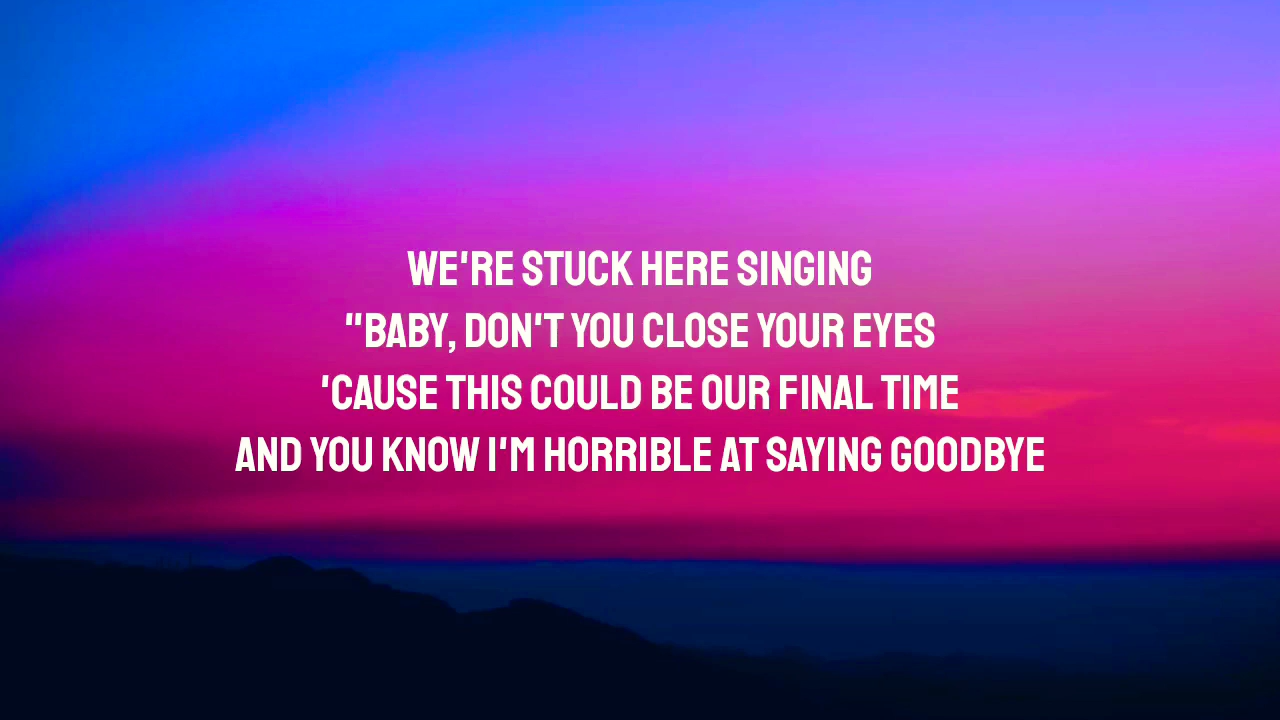 WE'RE STUCK HERE SINGING
"BABY, DON'T YOU CLOSE YOUR EYES
'CAUSE THIS COULD BE OUR FINAL TIME
AND YOU KNOW I'M HORRIBLE AT SAYING GOODBYE